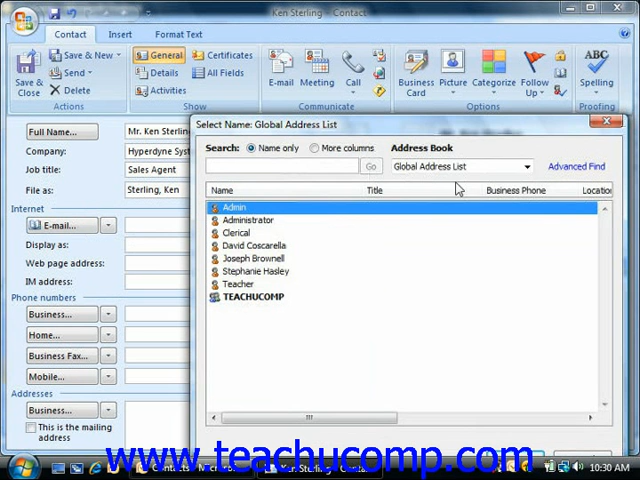 Ken Sterling - Contact
Contact Insert Format Text
Save & Close
Save & New
Send
Delete
Actions
General
Details
Activities
Certificates
All Fields
Show
E-mail Meeting Call
Communicate
Business Card
Picture
Categorize
Follow Up
Options
Spelling
Proofing
Full Name... Mr. Ken Sterling
Company: Hyperdyne Sys
Job title: Sales Agent
File as: Sterling, Ken
Internet
E-mail...
Display as:
Web page address:
IM address:
Phone numbers
Business...
Home...
Business Fax...
Mobile...
Addresses
Business...
This is the mailing address
Select Name: Global Address List
Search: Name only More columns Address Book
Go Global Address List Advanced Find
Name Title Business Phone Location
Admin
Administrator
Clerical
David Coscarella
Joseph Brownell
Stephanie Hasley
Teacher
TEACHUCOMP
www.teachucomp.com
10:30 AM